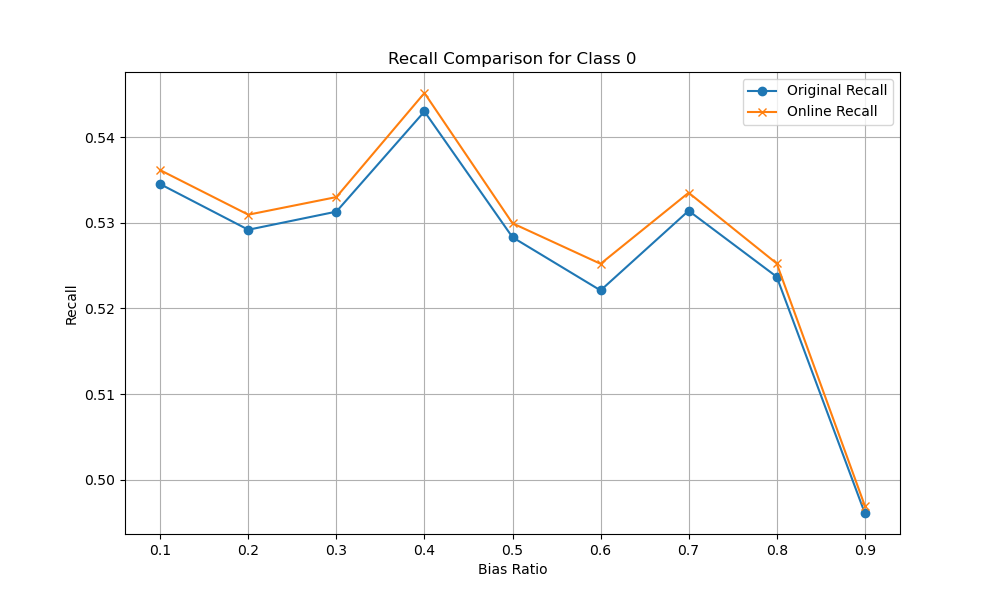 Recall Comparison for Class 0
Original Recall
Online Recall
Recall
0.54
0.53
0.52
0.51
0.50
0.1 0.2 0.3 0.4 0.5 0.6 0.7 0.8 0.9
Bias Ratio